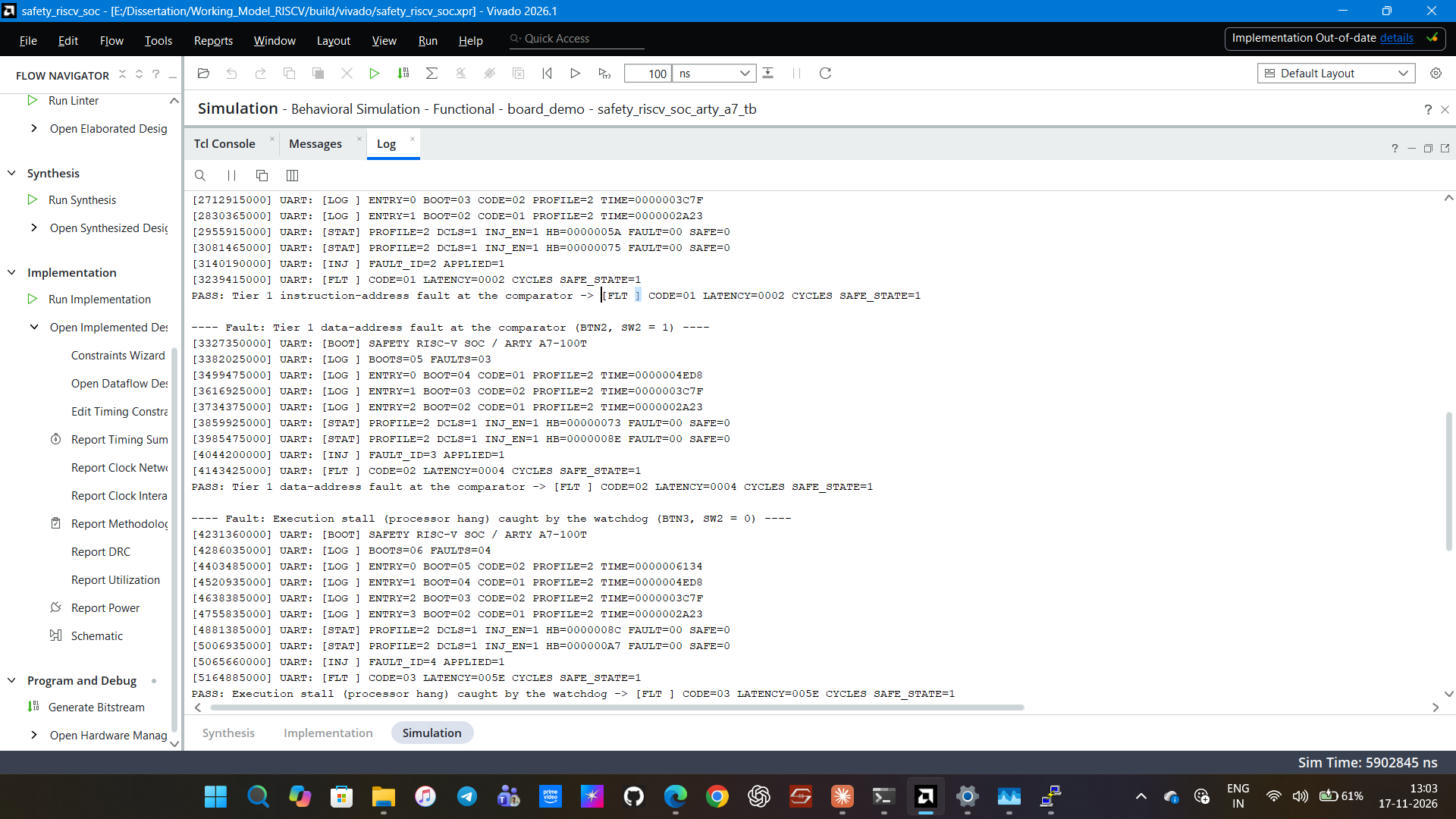 safety_riscv_soc - [E:/Dissertation/Working_Model_RISCV/build/vivado/safety_riscv_soc.xpr] - Vivado 2026.1
File Edit Flow Tools Reports Window Layout View Run Help Quick Access
Implementation Out-of-date details
FLOW NAVIGATOR
100 ns
Default Layout
Run Linter
Open Elaborated Desig
Synthesis
Run Synthesis
Open Synthesized Desig
Implementation
Run Implementation
Open Implemented Des
Constraints Wizard
Open Dataflow Des
Edit Timing Constra
Report Timing Sum
Report Clock Netwo
Report Clock Intera
Report Methodolog
Report DRC
Report Utilization
Report Power
Schematic
Program and Debug
Generate Bitstream
Open Hardware Manag
Simulation - Behavioral Simulation - Functional - board_demo - safety_riscv_soc_arty_a7_tb
Tcl Console Messages Log
[2712915000] UART: [LOG ] ENTRY=0 BOOT=03 CODE=02 PROFILE=2 TIME=0000003C7F
[2830365000] UART: [LOG ] ENTRY=1 BOOT=02 CODE=01 PROFILE=2 TIME=0000002A23
[2955915000] UART: [STAT] PROFILE=2 DCLS=1 INJ_EN=1 HB=0000005A FAULT=00 SAFE=0
[3081465000] UART: [STAT] PROFILE=2 DCLS=1 INJ_EN=1 HB=00000075 FAULT=00 SAFE=0
[3140190000] UART: [INJ ] FAULT_ID=2 APPLIED=1
[3239415000] UART: [FLT ] CODE=01 LATENCY=0002 CYCLES SAFE_STATE=1
PASS: Tier 1 instruction-address fault at the comparator -> [FLT ] CODE=01 LATENCY=0002 CYCLES SAFE_STATE=1
---- Fault: Tier 1 data-address fault at the comparator (BTN2, SW2 = 1) ----
[3327350000] UART: [BOOT] SAFETY RISC-V SOC / ARTY A7-100T
[3382025000] UART: [LOG ] BOOTS=05 FAULTS=03
[3499475000] UART: [LOG ] ENTRY=0 BOOT=04 CODE=01 PROFILE=2 TIME=0000004ED8
[3616925000] UART: [LOG ] ENTRY=1 BOOT=03 CODE=02 PROFILE=2 TIME=0000003C7F
[3734375000] UART: [LOG ] ENTRY=2 BOOT=02 CODE=01 PROFILE=2 TIME=0000002A23
[3859925000] UART: [STAT] PROFILE=2 DCLS=1 INJ_EN=1 HB=00000073 FAULT=00 SAFE=0
[3985475000] UART: [STAT] PROFILE=2 DCLS=1 INJ_EN=1 HB=0000008E FAULT=00 SAFE=0
[4044200000] UART: [INJ ] FAULT_ID=3 APPLIED=1
[4143425000] UART: [FLT ] CODE=02 LATENCY=0004 CYCLES SAFE_STATE=1
PASS: Tier 1 data-address fault at the comparator -> [FLT ] CODE=02 LATENCY=0004 CYCLES SAFE_STATE=1
---- Fault: Execution stall (processor hang) caught by the watchdog (BTN3, SW2 = 0) ----
[4231360000] UART: [BOOT] SAFETY RISC-V SOC / ARTY A7-100T
[4286035000] UART: [LOG ] BOOTS=06 FAULTS=04
[4403485000] UART: [LOG ] ENTRY=0 BOOT=05 CODE=02 PROFILE=2 TIME=0000006134
[4520935000] UART: [LOG ] ENTRY=1 BOOT=04 CODE=01 PROFILE=2 TIME=0000004ED8
[4638385000] UART: [LOG ] ENTRY=2 BOOT=03 CODE=02 PROFILE=2 TIME=0000003C7F
[4755835000] UART: [LOG ] ENTRY=3 BOOT=02 CODE=01 PROFILE=2 TIME=0000002A23
[4881385000] UART: [STAT] PROFILE=2 DCLS=1 INJ_EN=1 HB=0000008C FAULT=00 SAFE=0
[5006935000] UART: [STAT] PROFILE=2 DCLS=1 INJ_EN=1 HB=000000A7 FAULT=00 SAFE=0
[5065660000] UART: [INJ ] FAULT_ID=4 APPLIED=1
[5164885000] UART: [FLT ] CODE=03 LATENCY=005E CYCLES SAFE_STATE=1
PASS: Execution stall (processor hang) caught by the watchdog -> [FLT ] CODE=03 LATENCY=005E CYCLES SAFE_STATE=1
Synthesis Implementation Simulation
Sim Time: 5902845 ns
prime video
ENG
IN
61%
13:03
17-11-2026